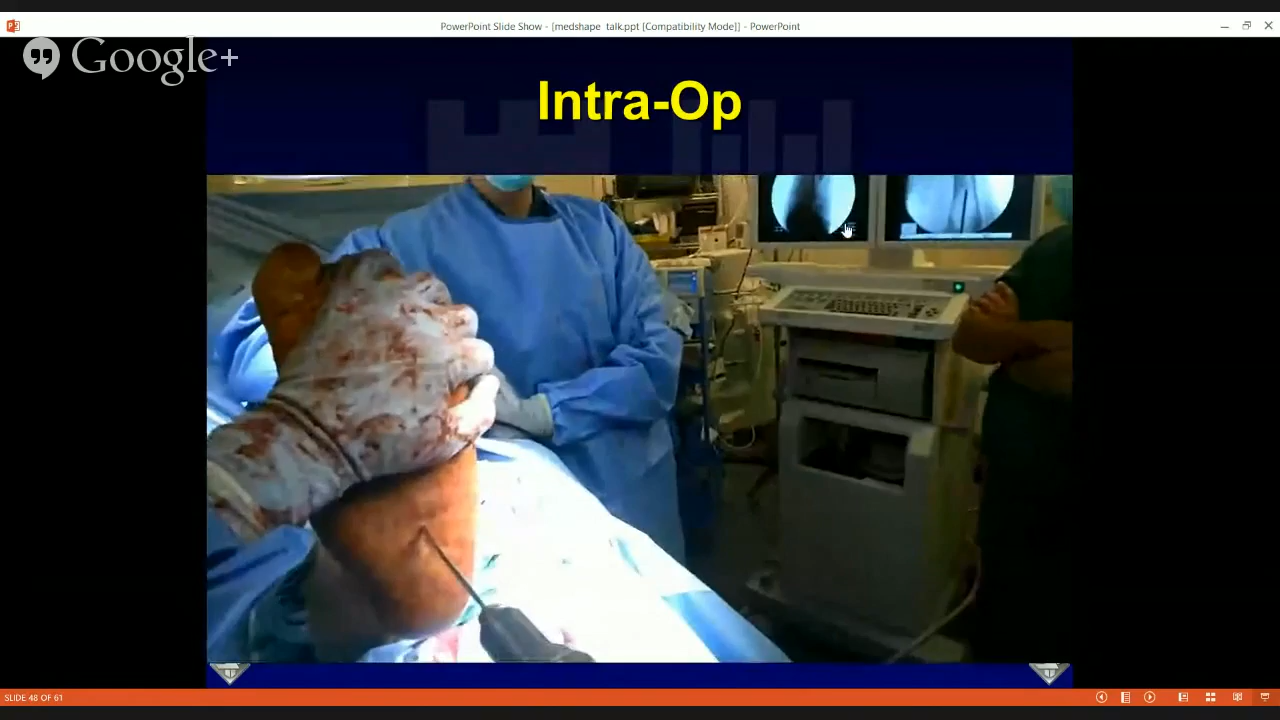 PowerPoint Slide Show - [medshape talk.ppt [Compatibility Mode]] - PowerPoint
Google+
Intra-Op
SLIDE 48 OF 61